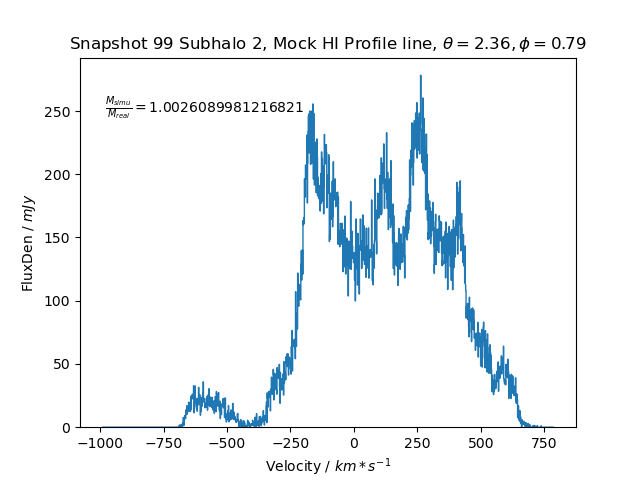 Snapshot 99 Subhalo 2, Mock HI Profile line, θ = 2.36, ϕ = 0.79
M_simu/M_real = 1.0026089981216821
FluxDen / mJy
250
200
150
100
50
0
−1000 −750 −500 −250 0 250 500 750
Velocity / km * s⁻¹